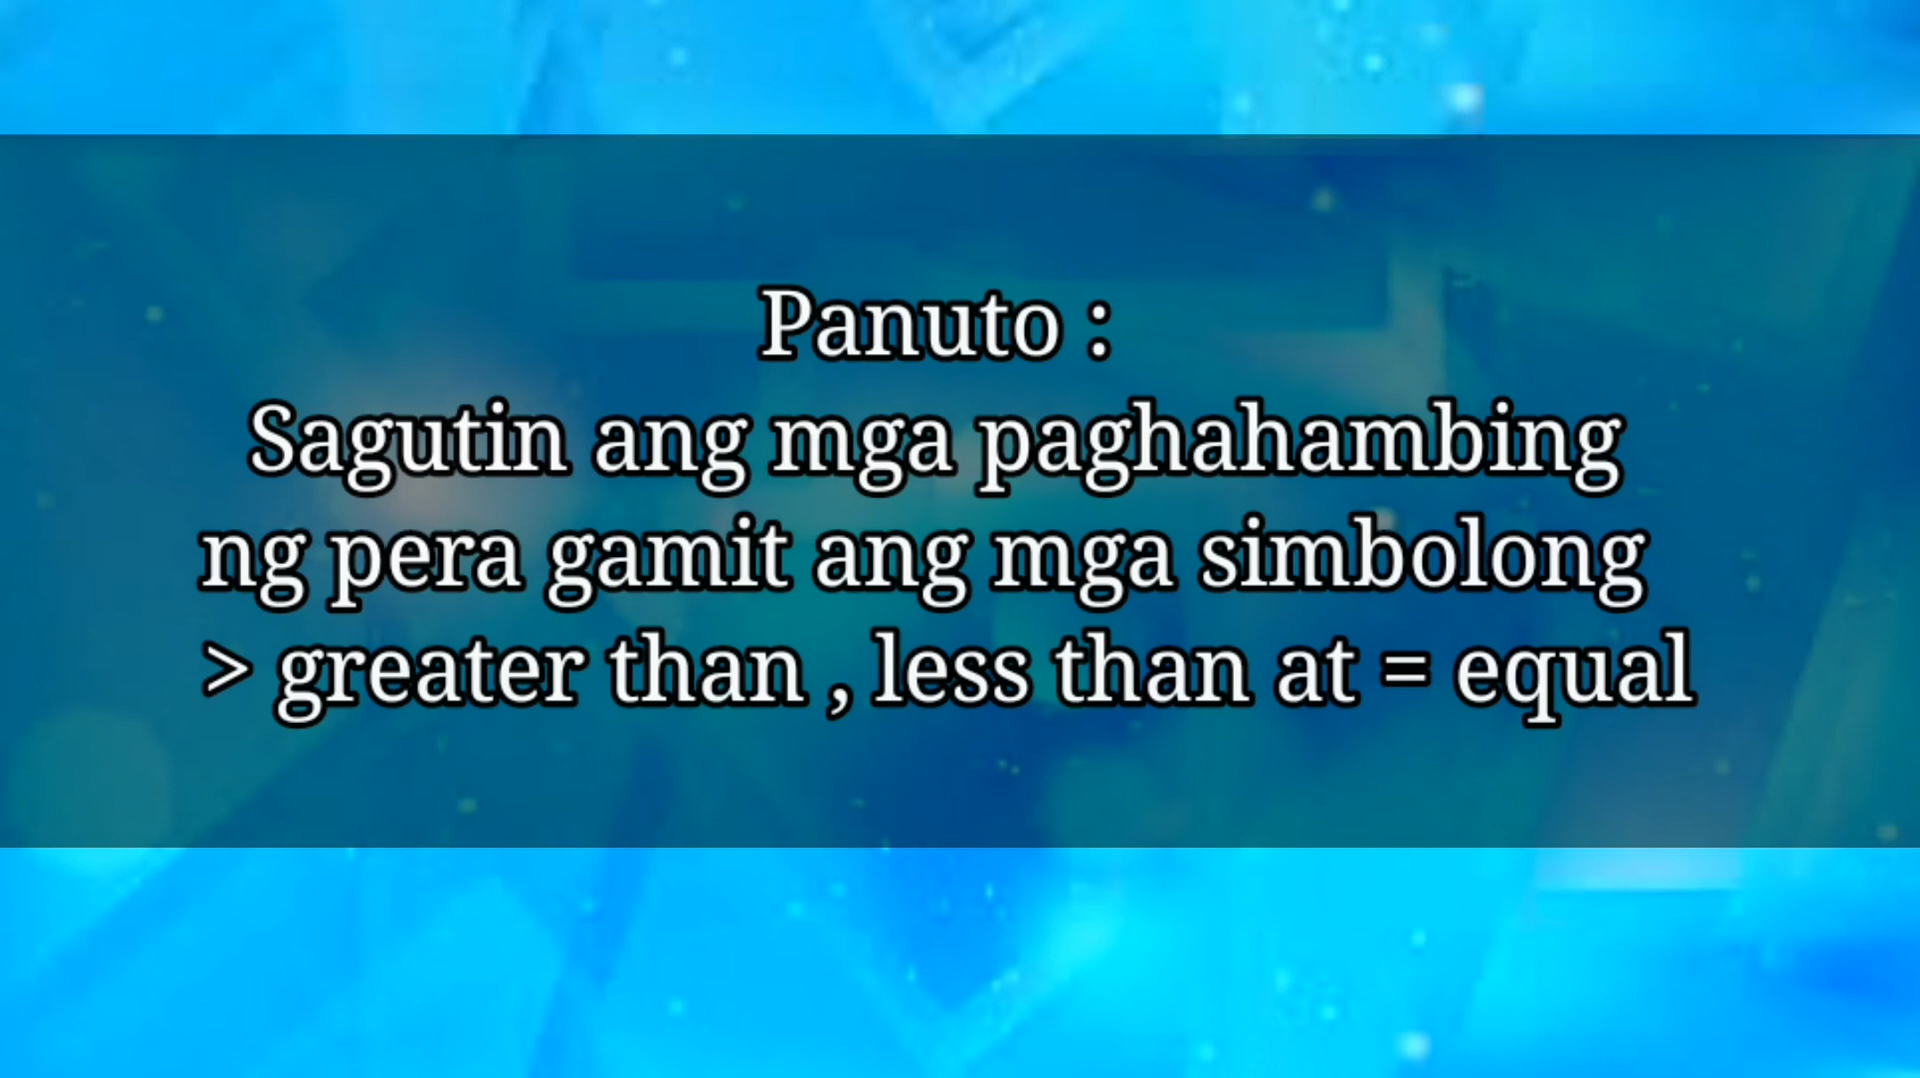 Panuto :
Sagutin ang mga paghahambing
ng pera gamit ang mga simbolong
> greater than , less than at = equal